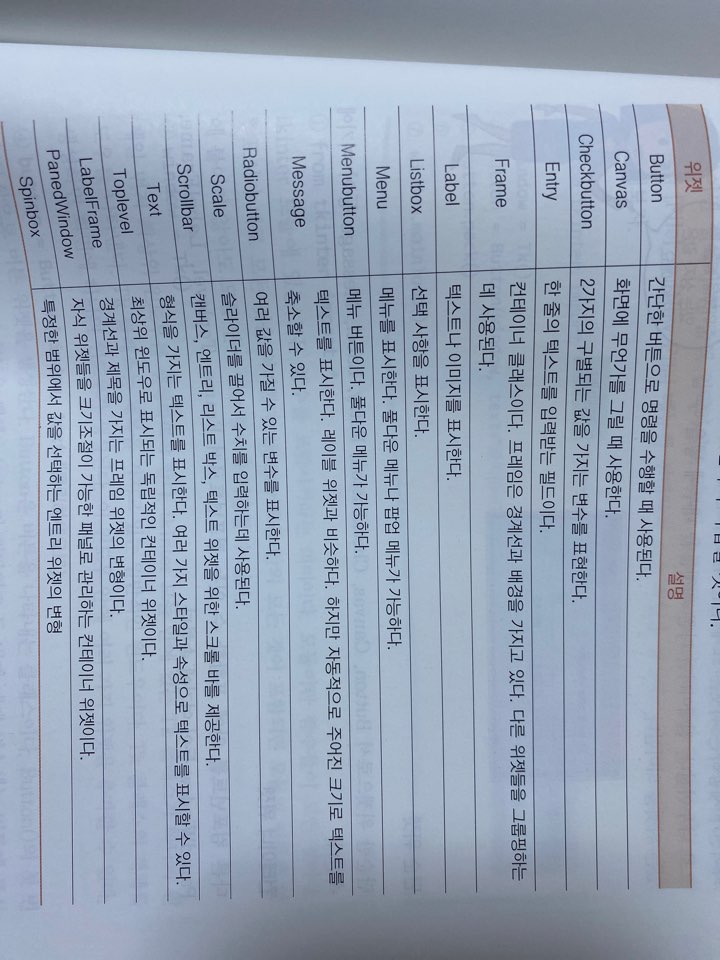 위젯 설명
Button 간단한 버튼으로 명령을 수행할 때 사용된다.
Canvas 화면에 무언가를 그릴 때 사용한다.
Checkbutton 2가지의 구별되는 값을 가지는 변수를 표현한다.
Entry 한 줄의 텍스트를 입력받는 필드이다.
Frame 컨테이너 클래스이다. 프레임은 경계선과 배경을 가지고 있다. 다른 위젯들을 그룹핑하는
데 사용된다.
Label 텍스트나 이미지를 표시한다.
Listbox 선택 사항을 표시한다.
Menu 메뉴를 표시한다. 풀다운 메뉴나 팝업 메뉴가 가능하다.
Menubutton 메뉴 버튼이다. 풀다운 메뉴가 가능하다.
Message 텍스트를 표시한다. 레이블 위젯과 비슷하다. 하지만 자동적으로 주어진 크기로 텍스트를
축소할 수 있다.
Radiobutton 여러 값을 가질 수 있는 변수를 표시한다.
Scale 슬라이더를 끌어서 수치를 입력하는데 사용된다.
Scrollbar 캔버스, 엔트리, 리스트 박스, 텍스트 위젯을 위한 스크롤 바를 제공한다.
Text 형식을 가지는 텍스트를 표시한다. 여러 가지 스타일과 속성으로 텍스트를 표시할 수 있다.
Toplevel 최상위 윈도우로 표시되는 독립적인 컨테이너 위젯이다.
LabelFrame 경계선과 제목을 가지는 프레임 위젯의 변형이다.
PanedWindow 자식 위젯들을 크기조절이 가능한 패널로 관리하는 컨테이너 위젯이다.
Spinbox 특정한 범위에서 값을 선택하는 엔트리 위젯의 변형